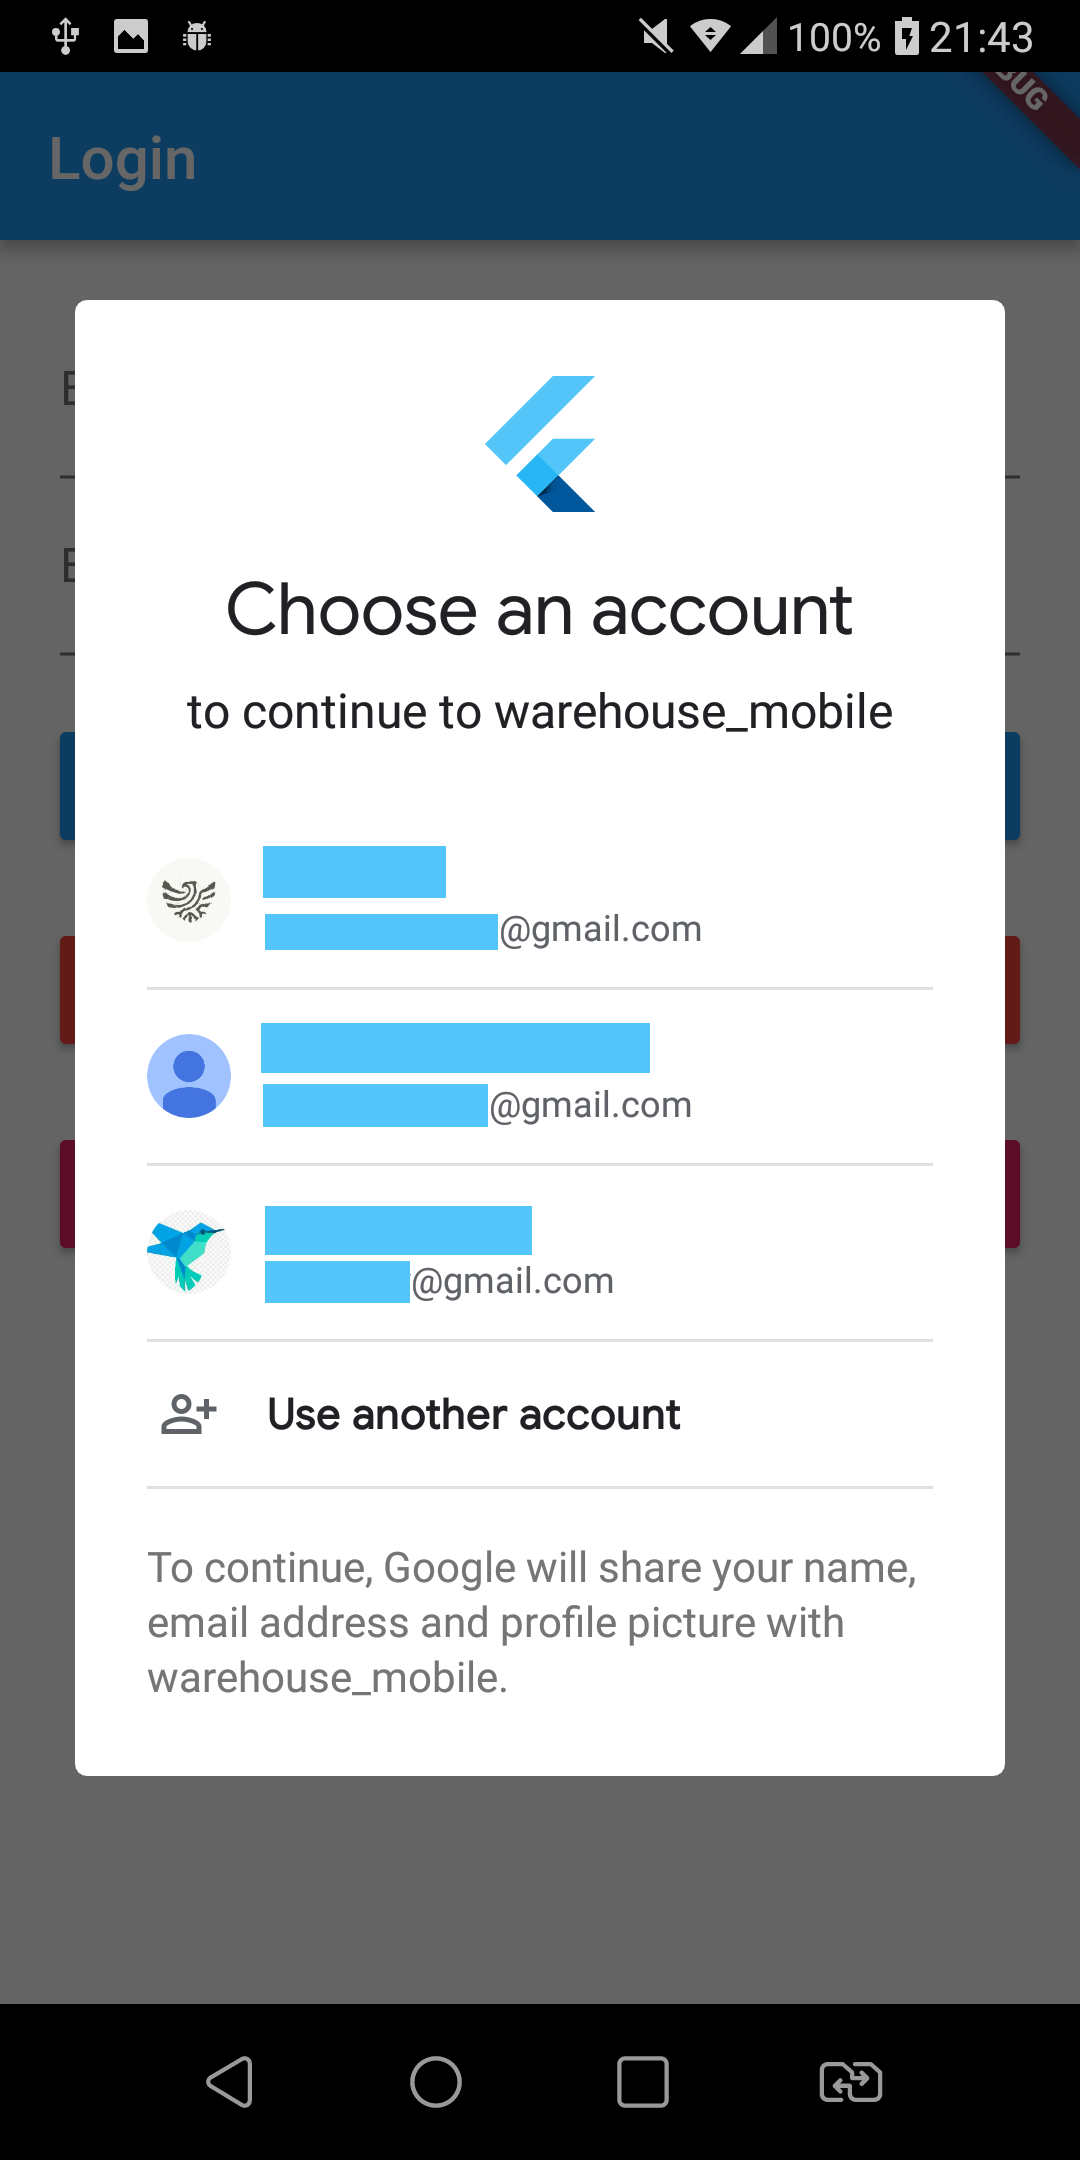 100% 21:43
BUG
Login
E
E
Choose an account
to continue to warehouse_mobile
@gmail.com
@gmail.com
@gmail.com
Use another account
To continue, Google will share your name,
email address and profile picture with
warehouse_mobile.